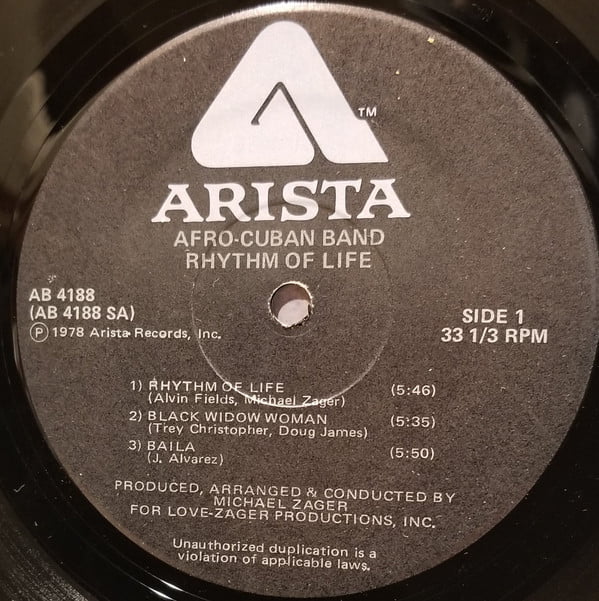 TM
ARISTA
AFRO-CUBAN BAND
RHYTHM OF LIFE
AB 4188
(AB 4188 SA)
Ⓟ 1978 Arista Records, Inc.
SIDE 1
33 1/3 RPM
1) RHYTHM OF LIFE (5:46)
(Alvin Fields, Michael Zager)
2) BLACK WIDOW WOMAN (5:35)
(Trey Christopher, Doug James)
3) BAILA (5:50)
(J. Alvarez)
PRODUCED, ARRANGED & CONDUCTED BY
MICHAEL ZAGER
FOR LOVE-ZAGER PRODUCTIONS, INC.
Unauthorized duplication is a
violation of applicable laws.